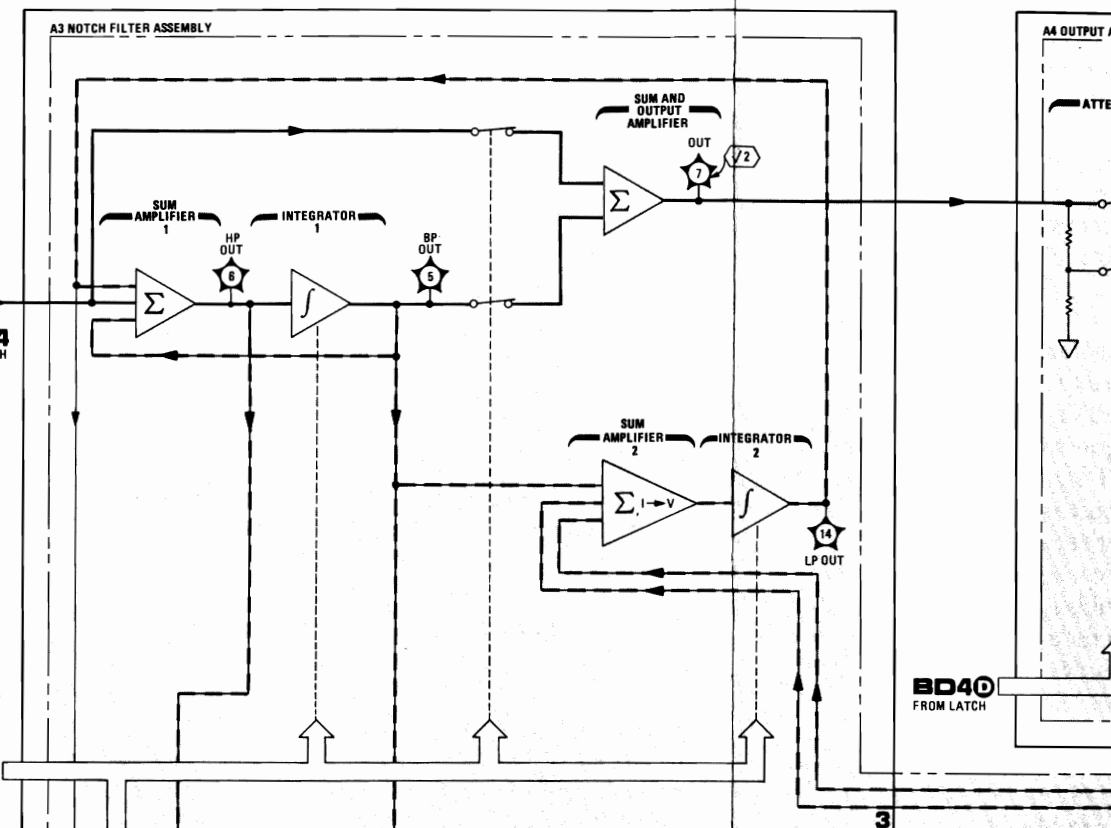 A3 NOTCH FILTER ASSEMBLY
A4 OUTPUT
ATTE
SUM AND
OUTPUT
AMPLIFIER
OUT
√2
7
Σ
SUM
AMPLIFIER
1
INTEGRATOR
1
HP
OUT
6
BP
OUT
5
Σ
∫
4
H
SUM
AMPLIFIER
2
INTEGRATOR
2
Σ, I→V
∫
14
LP OUT
BD4D
FROM LATCH
3